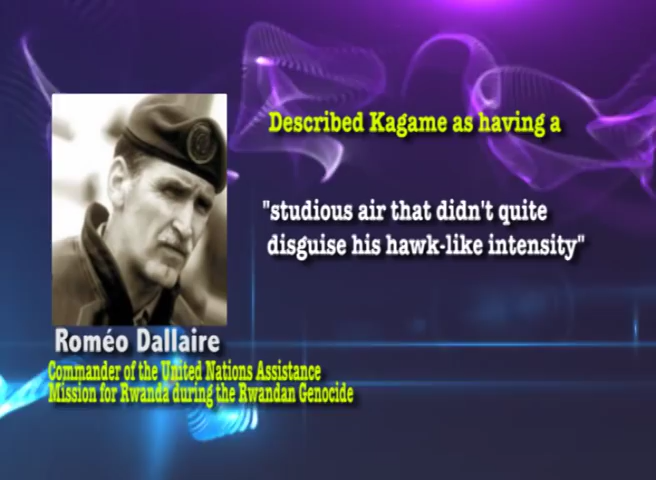 Described Kagame as having a
"studious air that didn't quite
disguise his hawk-like intensity"
Roméo Dallaire
Commander of the United Nations Assistance
Mission for Rwanda during the Rwandan Genocide